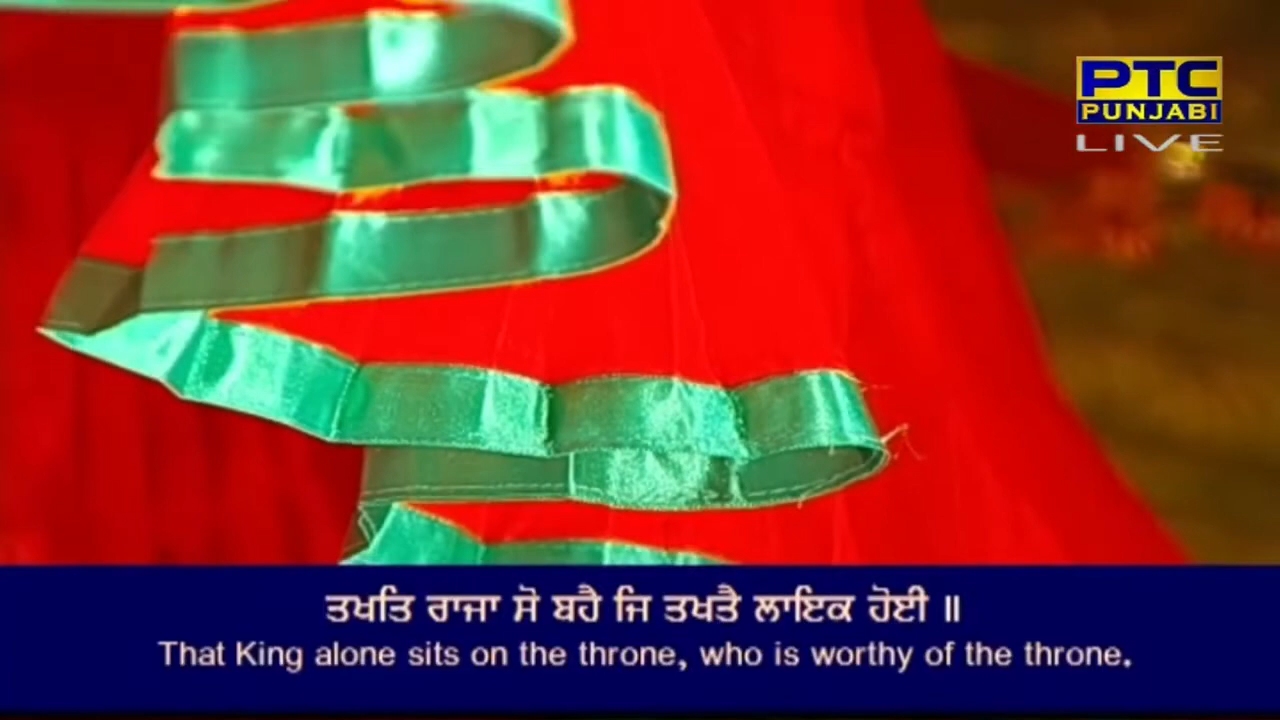 PTC
PUNJABI
LIVE
ਤਖਤਿ ਰਾਜਾ ਸੋ ਬਹੈ ਜਿ ਤਖਤੈ ਲਾਇਕ ਹੋਈ ॥
That King alone sits on the throne, who is worthy of the throne.